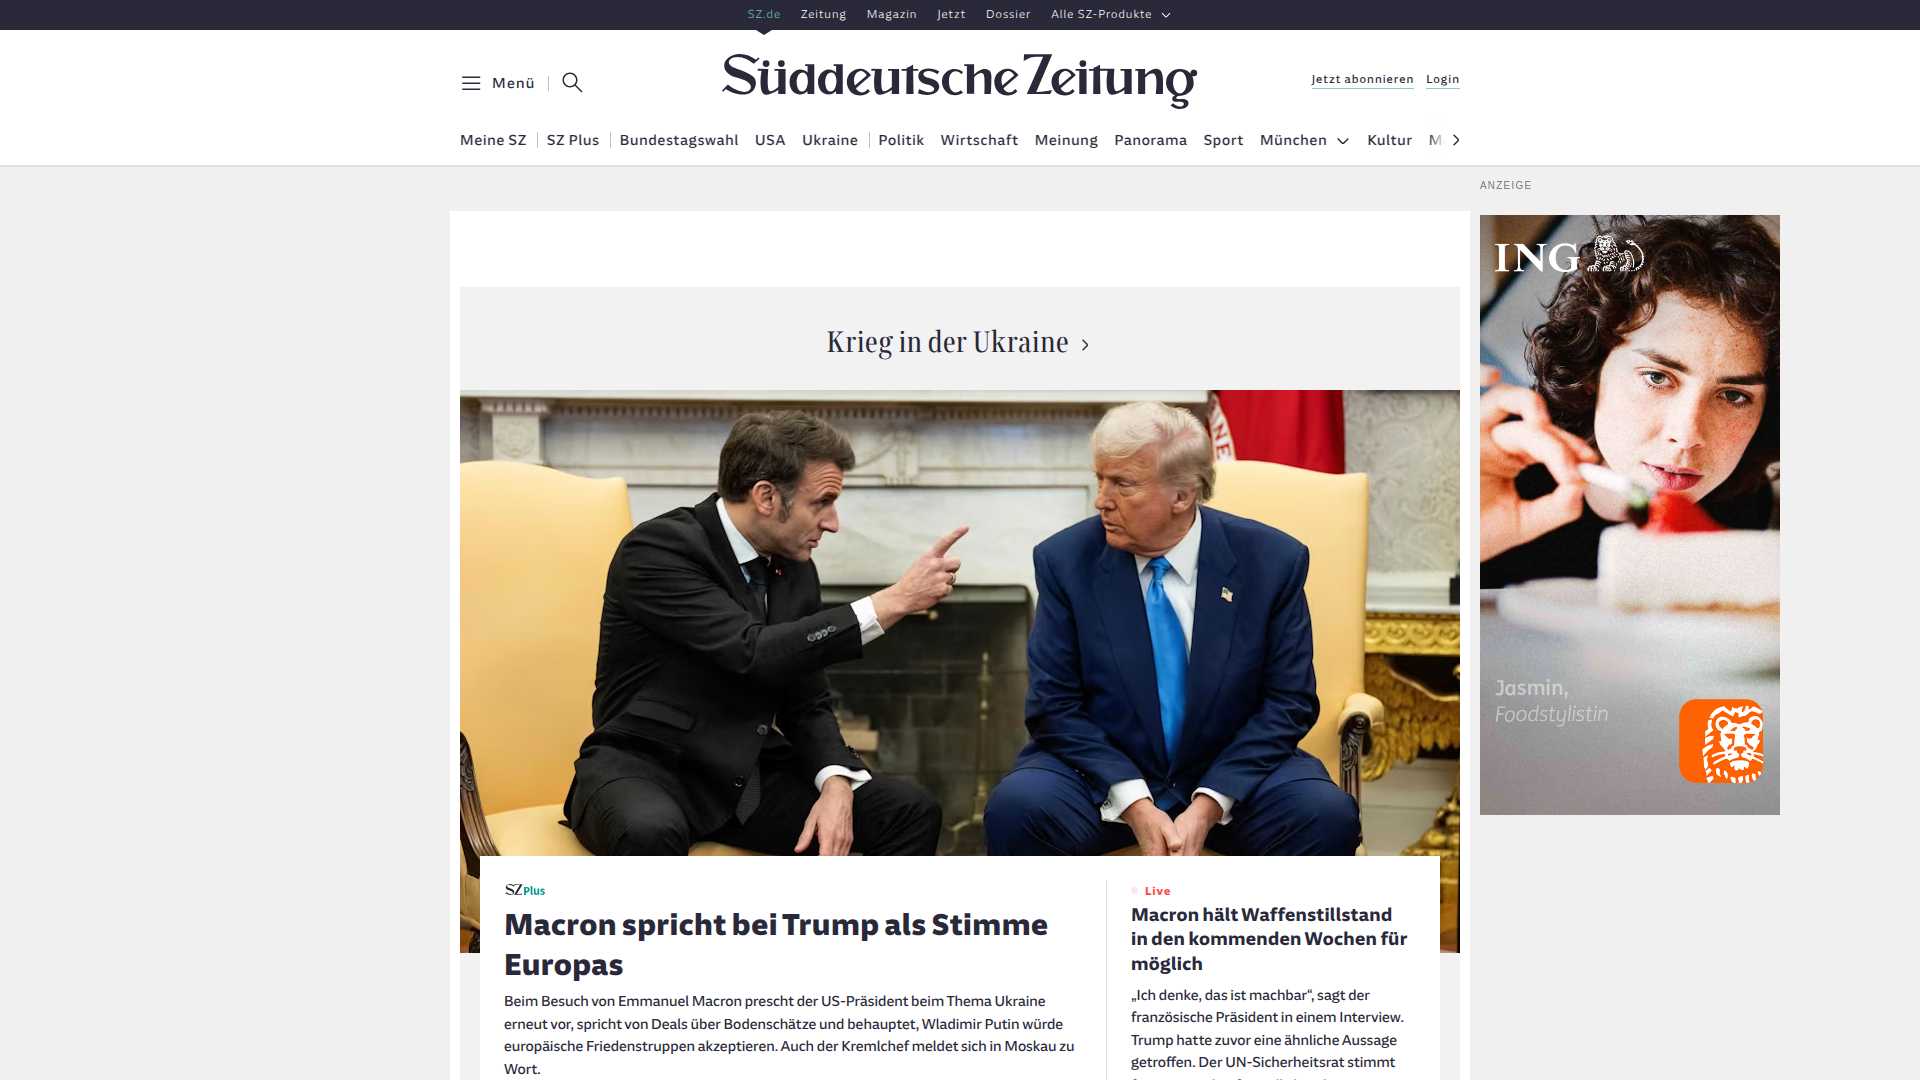 SZ.de Zeitung Magazin Jetzt Dossier Alle SZ-Produkte
Menü
Süddeutsche Zeitung
Jetzt abonnieren Login
Meine SZ SZ Plus Bundestagswahl USA Ukraine Politik Wirtschaft Meinung Panorama Sport München Kultur M
ANZEIGE
ING
Krieg in der Ukraine
Jasmin,
Foodstylistin
SZ Plus
Macron spricht bei Trump als Stimme
Europas
Beim Besuch von Emmanuel Macron prescht der US-Präsident beim Thema Ukraine
erneut vor, spricht von Deals über Bodenschätze und behauptet, Wladimir Putin würde
europäische Friedenstruppen akzeptieren. Auch der Kremlchef meldet sich in Moskau zu
Wort.
Live
Macron hält Waffenstillstand
in den kommenden Wochen für
möglich
„Ich denke, das ist machbar“, sagt der
französische Präsident in einem Interview.
Trump hatte zuvor eine ähnliche Aussage
getroffen. Der UN-Sicherheitsrat stimmt